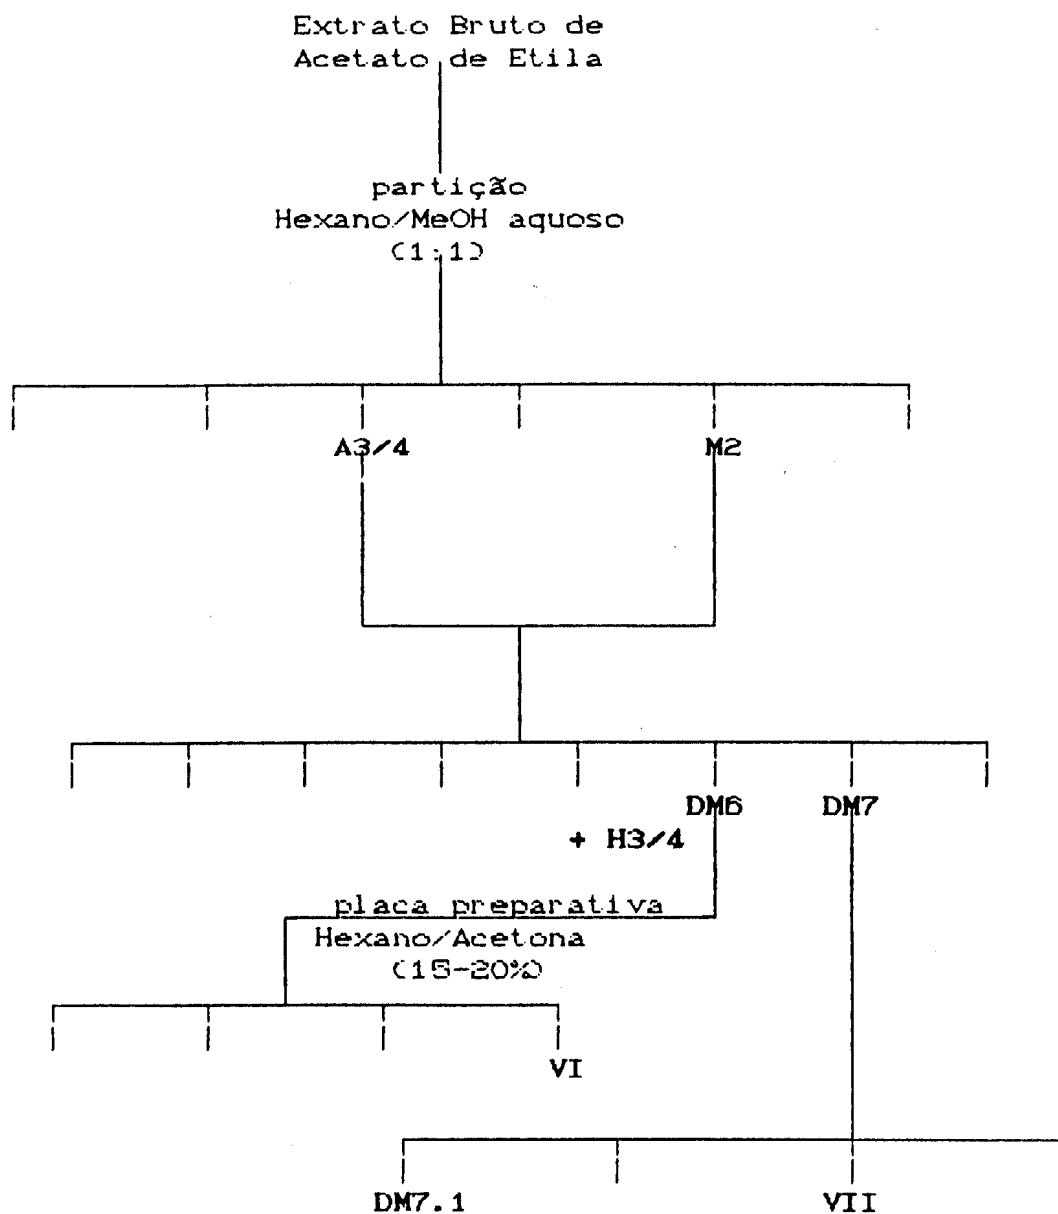 Extrato Bruto de
Acetato de Etila
partição
Hexano/MeOH aquoso
(1:1)
A3/4
M2
DM6
DM7
+ H3/4
placa preparativa
Hexano/Acetona
(15-20%)
VI
DM7.1
VII